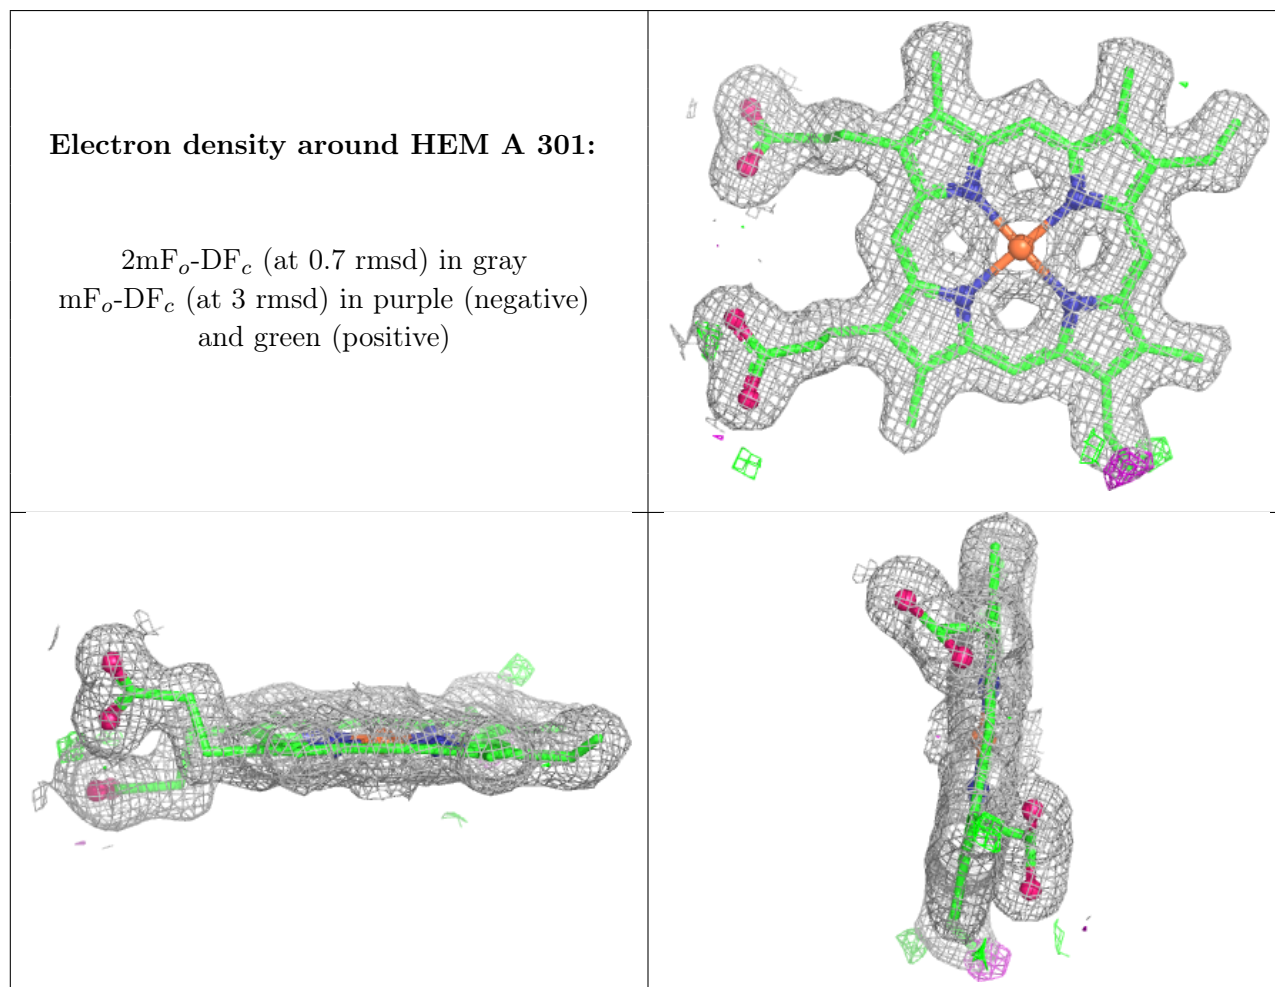 Electron density around HEM A 301:
2mFo-DFc (at 0.7 rmsd) in gray
mFo-DFc (at 3 rmsd) in purple (negative)
and green (positive)